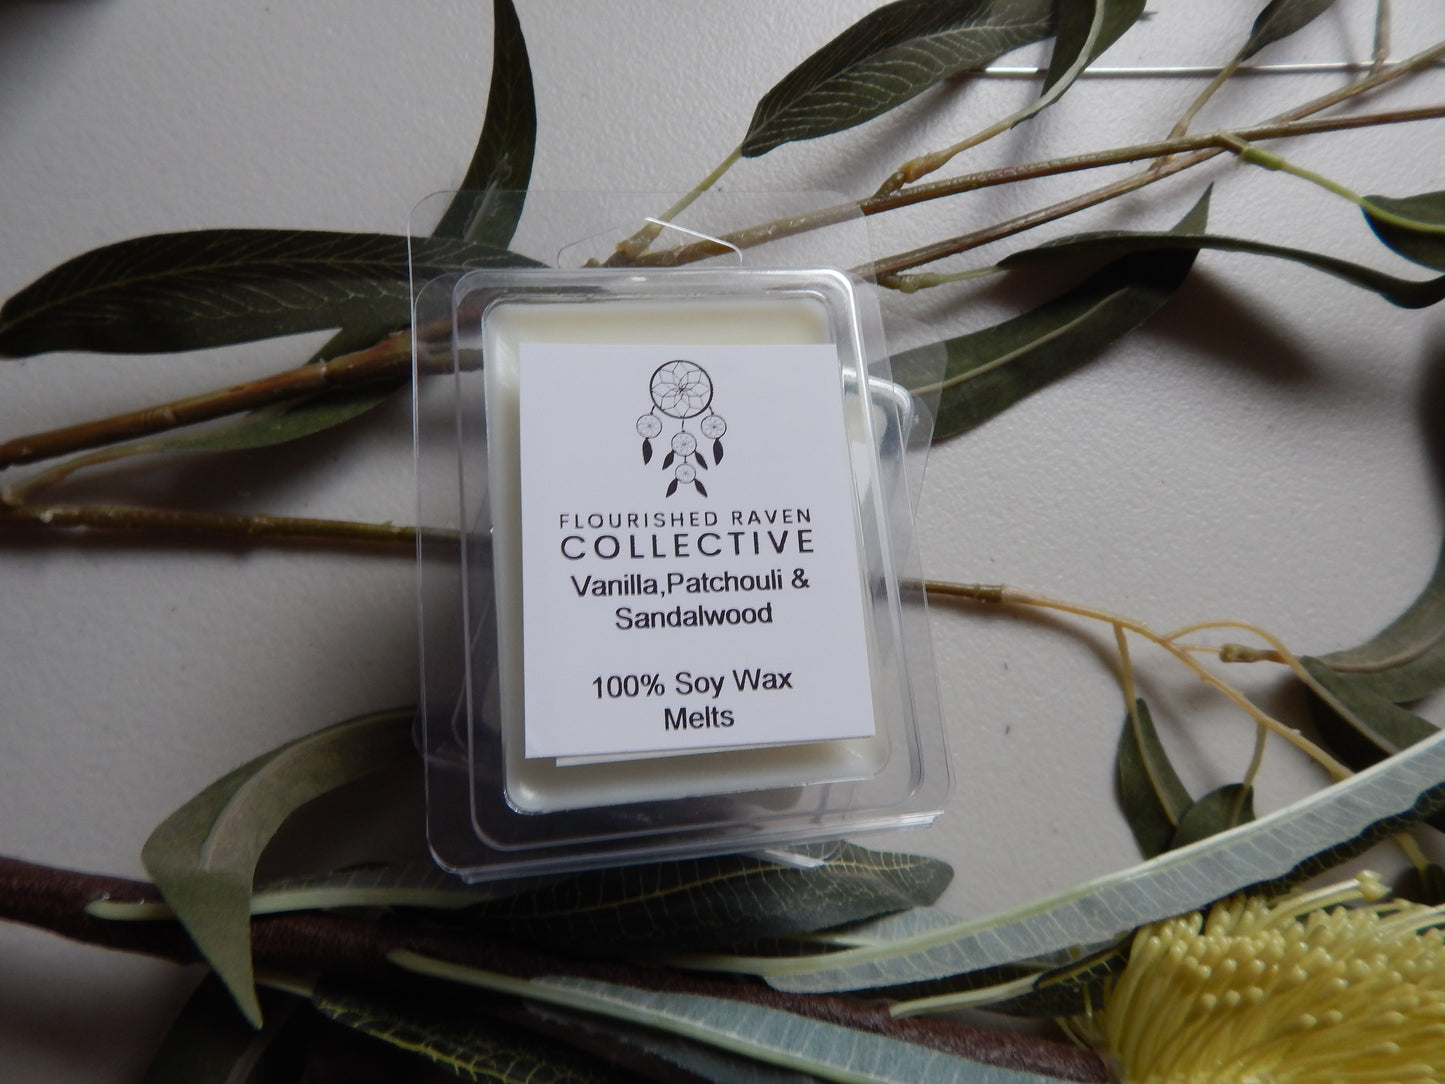 FLOURISHED RAVEN
COLLECTIVE
Vanilla,Patchouli &
Sandalwood
100% Soy Wax
Melts